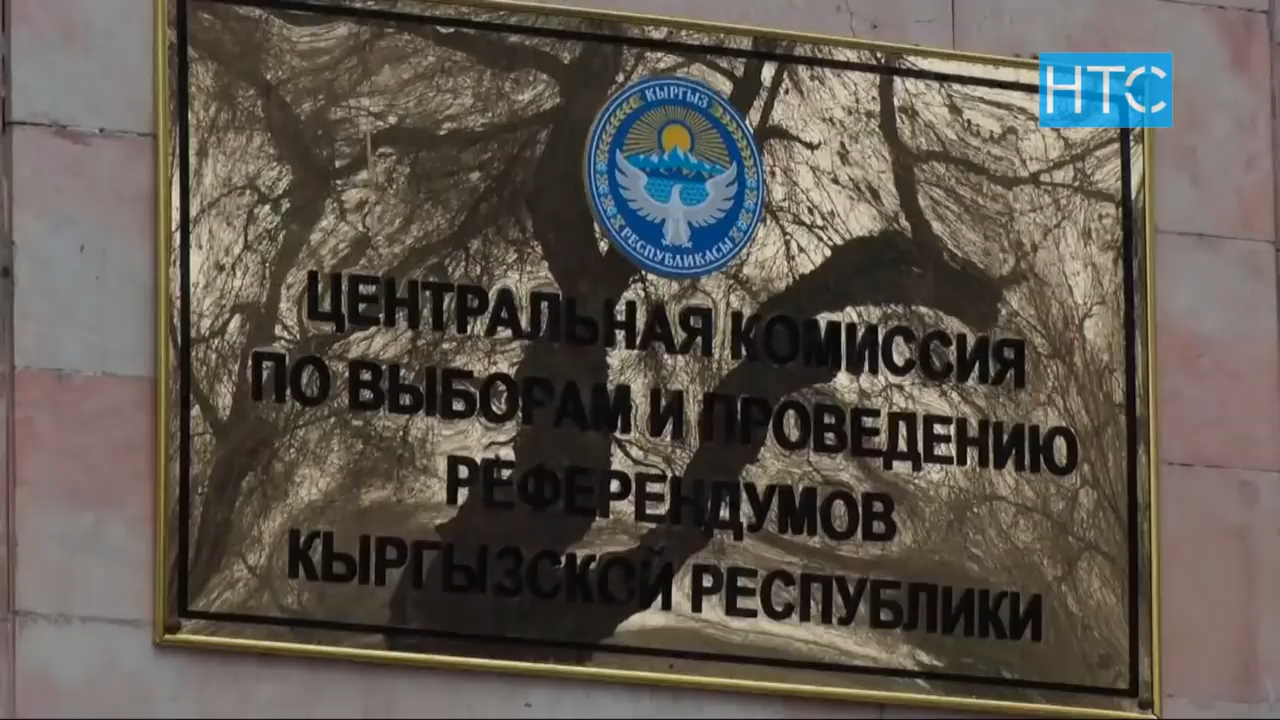 НТС
КЫРГЫЗ
РЕСПУБЛИКАСЫ
ЦЕНТРАЛЬНАЯ КОМИССИЯ
ПО ВЫБОРАМ И ПРОВЕДЕНИЮ
РЕФЕРЕНДУМОВ
КЫРГЫЗСКОЙ РЕСПУБЛИКИ